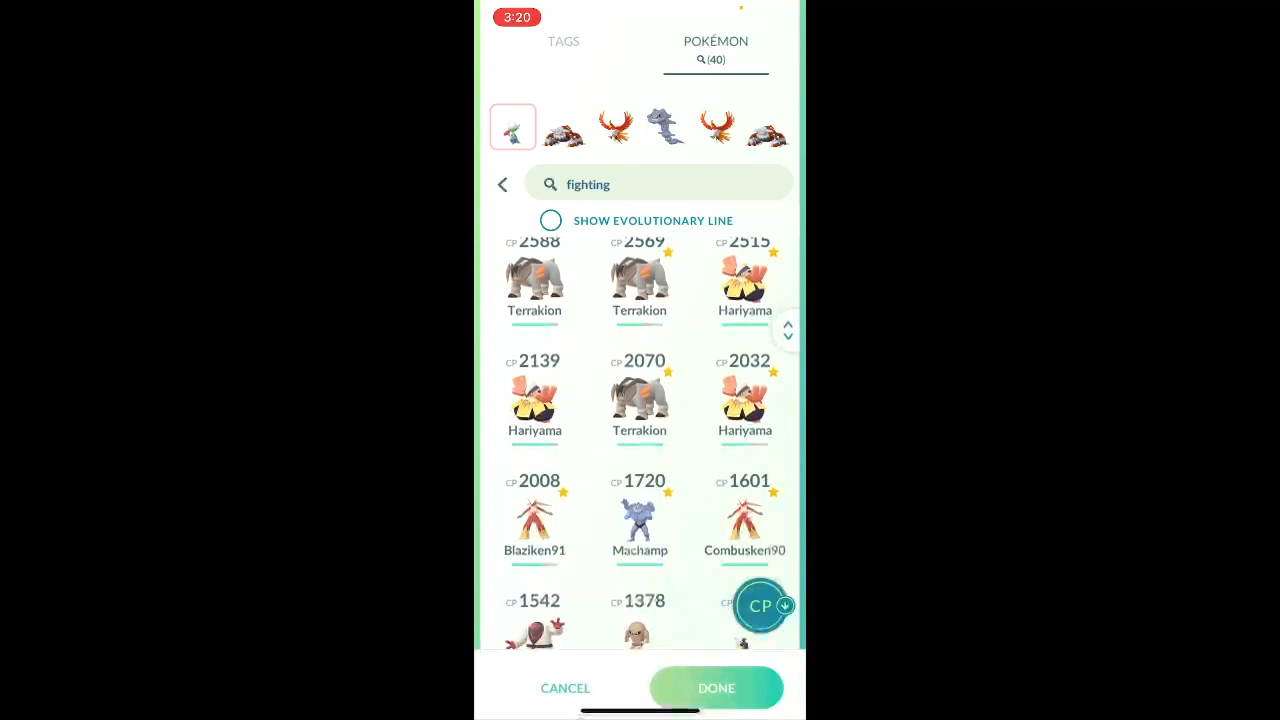 3:20
TAGS
POKÉMON
(40)
fighting
SHOW EVOLUTIONARY LINE
CP 2588 CP 2569 CP 2515
Terrakion Terrakion Hariyama
CP 2139 CP 2070 CP 2032
Hariyama Terrakion Hariyama
CP 2008 CP 1720 CP 1601
Blaziken91 Machamp Combusken90
CP 1542 CP 1378 CP
CP
CANCEL DONE